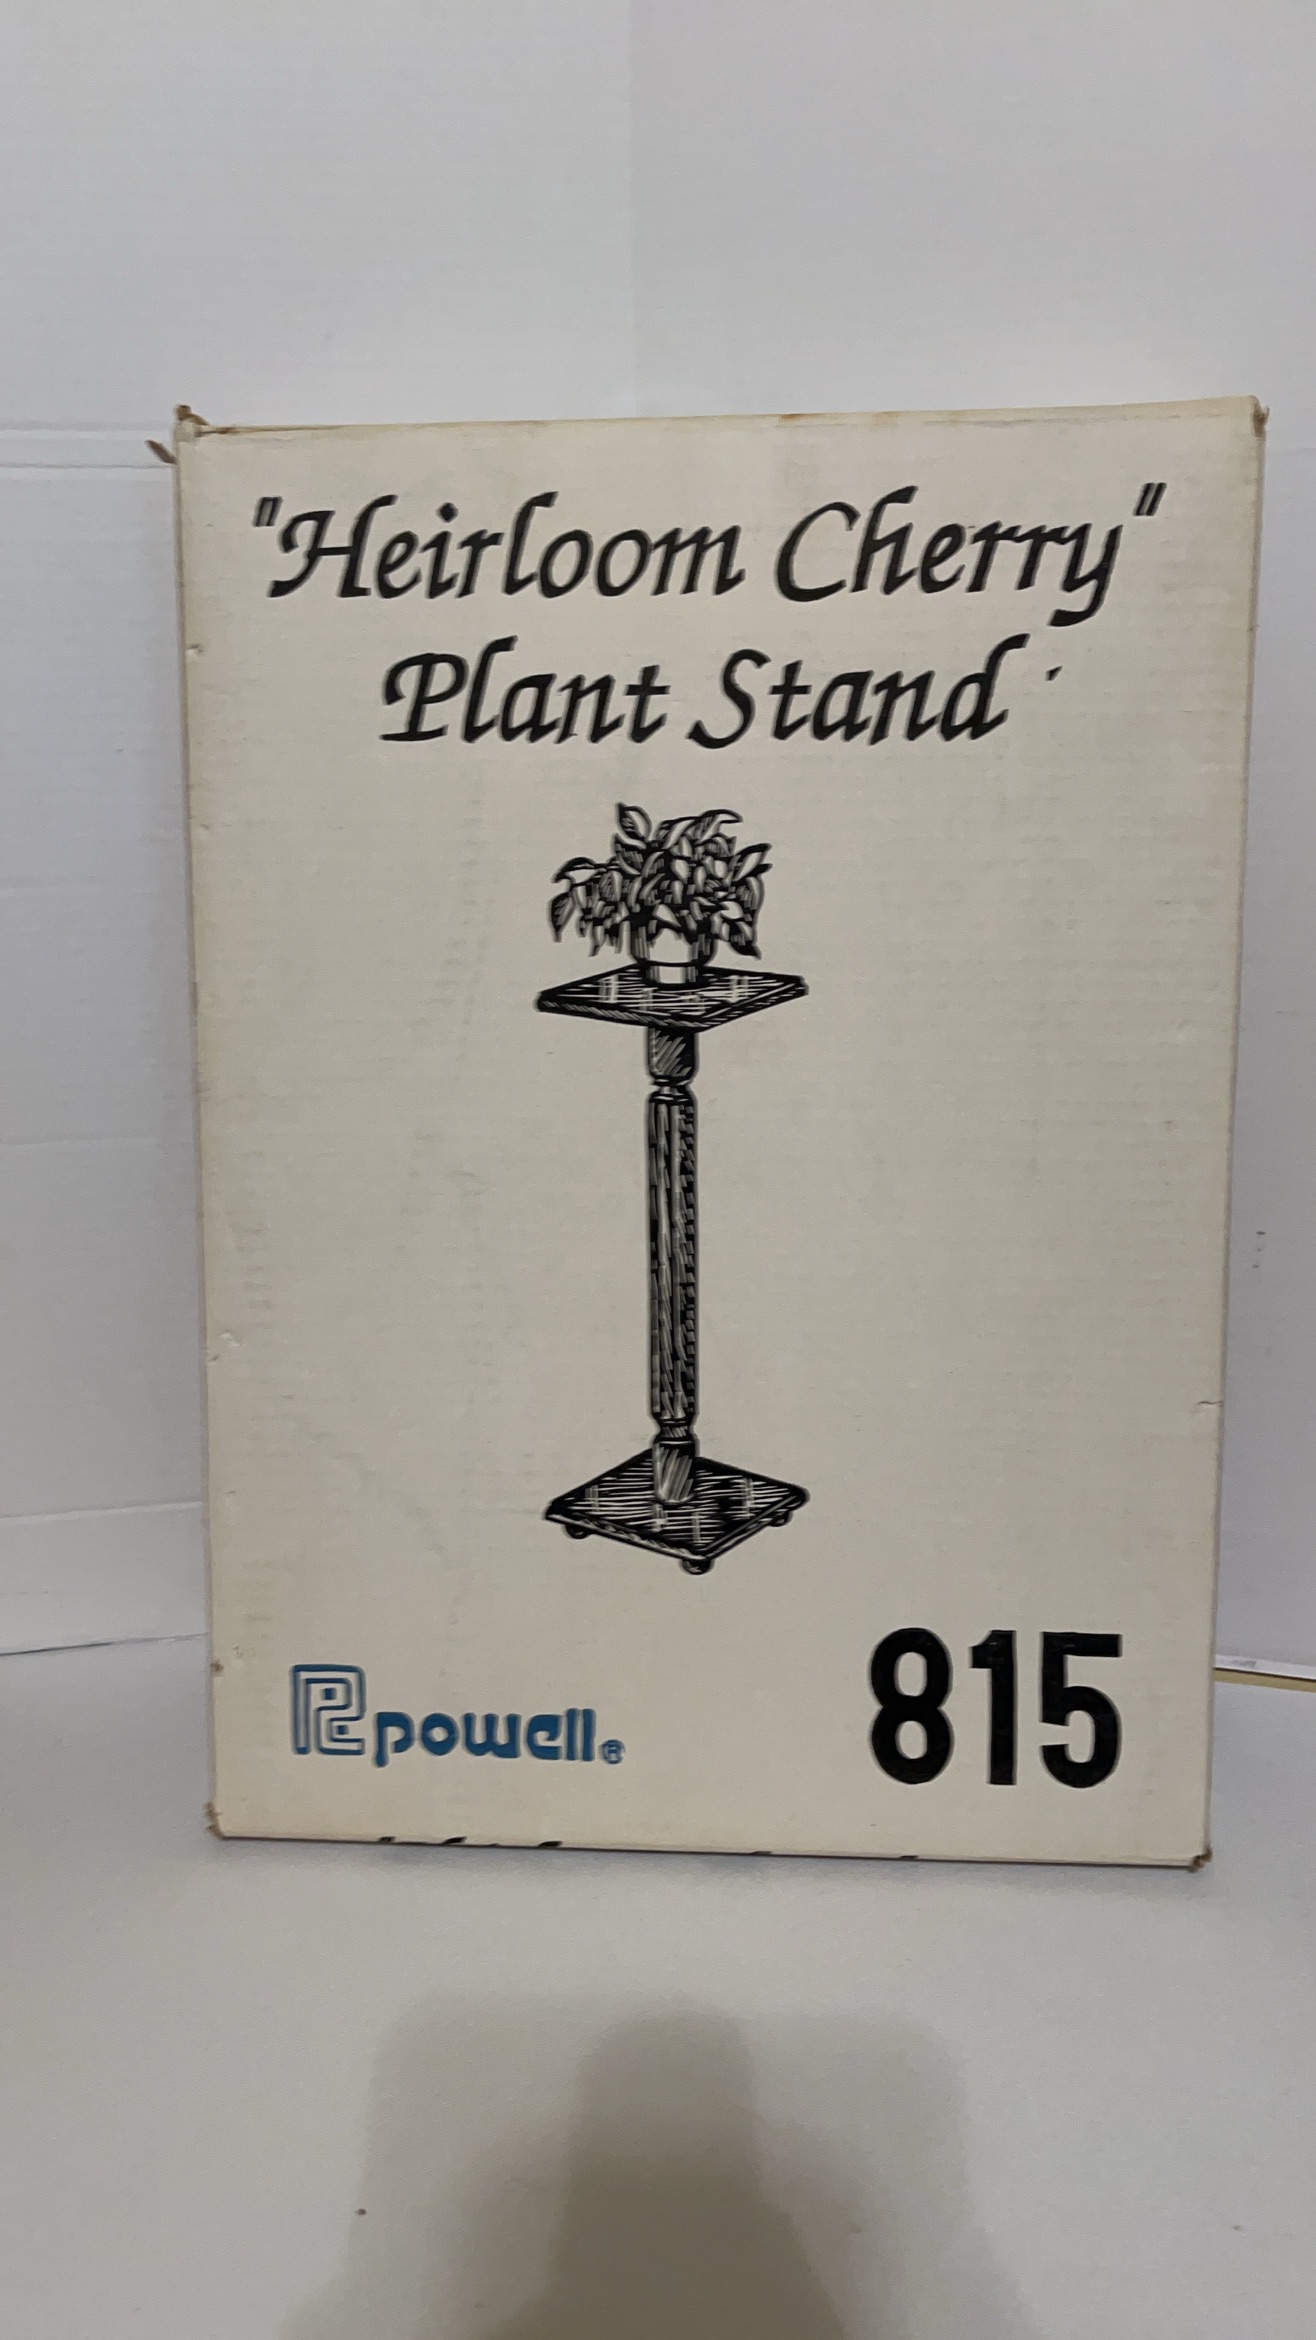 "Heirloom Cherry"
Plant Stand
powell®
815